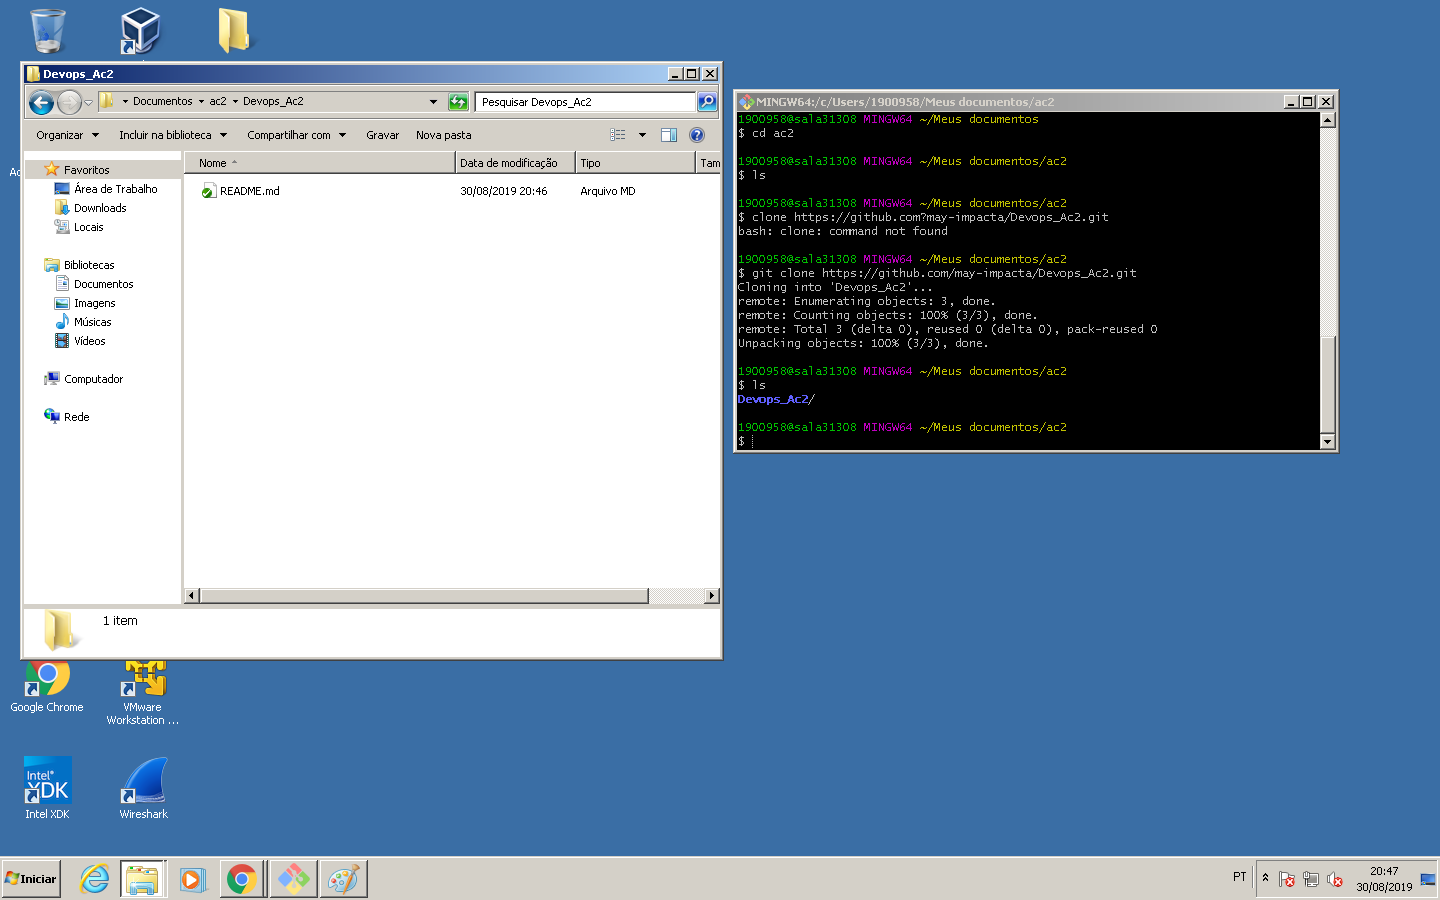 Devops_Ac2
Documentos ac2 Devops_Ac2
Pesquisar Devops_Ac2
Organizar Incluir na biblioteca Compartilhar com Gravar Nova pasta
Favoritos
Área de Trabalho
Downloads
Locais
Bibliotecas
Documentos
Imagens
Músicas
Vídeos
Computador
Rede
Nome Data de modificação Tipo Tam
README.md 30/08/2019 20:46 Arquivo MD
1 item
MINGW64:/c/Users/1900958/Meus documentos/ac2
1900958@sala31308 MINGW64 ~/Meus documentos
$ cd ac2
1900958@sala31308 MINGW64 ~/Meus documentos/ac2
$ ls
1900958@sala31308 MINGW64 ~/Meus documentos/ac2
$ clone https://github.com?may-impacta/Devops_Ac2.git
bash: clone: command not found
1900958@sala31308 MINGW64 ~/Meus documentos/ac2
$ git clone https://github.com/may-impacta/Devops_Ac2.git
Cloning into 'Devops_Ac2'...
remote: Enumerating objects: 3, done.
remote: Counting objects: 100% (3/3), done.
remote: Total 3 (delta 0), reused 0 (delta 0), pack-reused 0
Unpacking objects: 100% (3/3), done.
1900958@sala31308 MINGW64 ~/Meus documentos/ac2
$ ls
Devops_Ac2/
1900958@sala31308 MINGW64 ~/Meus documentos/ac2
$
Ac
Google Chrome
VMware
Workstation ...
intel
XDK
Intel XDK
Wireshark
Iniciar
PT
20:47
30/08/2019